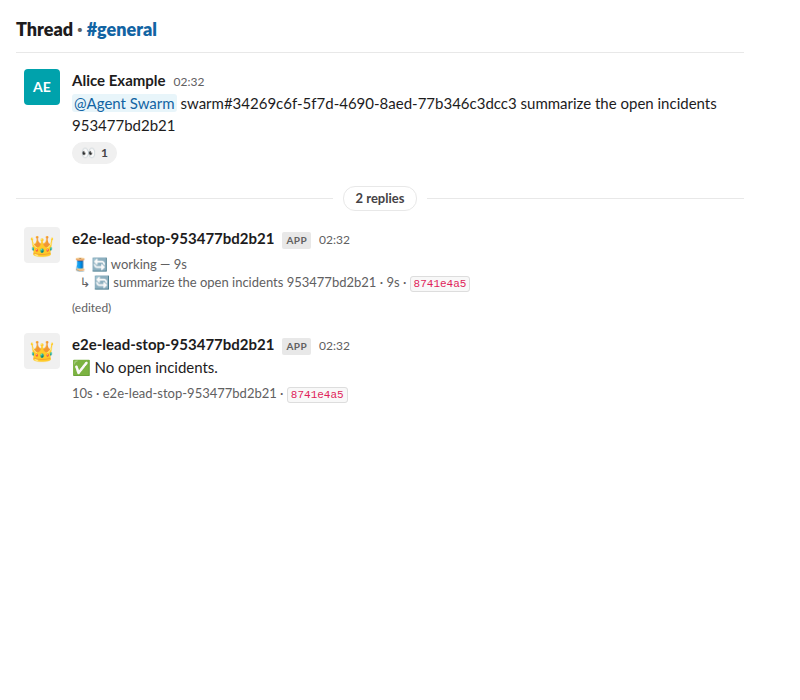 Thread • #general
AE
Alice Example 02:32
@Agent Swarm swarm#34269c6f-5f7d-4690-8aed-77b346c3dcc3 summarize the open incidents
953477bd2b21
👀 1
2 replies
e2e-lead-stop-953477bd2b21 APP 02:32
🧵 🔄 working — 9s
↳ 🔄 summarize the open incidents 953477bd2b21 · 9s · 8741e4a5
(edited)
e2e-lead-stop-953477bd2b21 APP 02:32
✅ No open incidents.
10s · e2e-lead-stop-953477bd2b21 · 8741e4a5